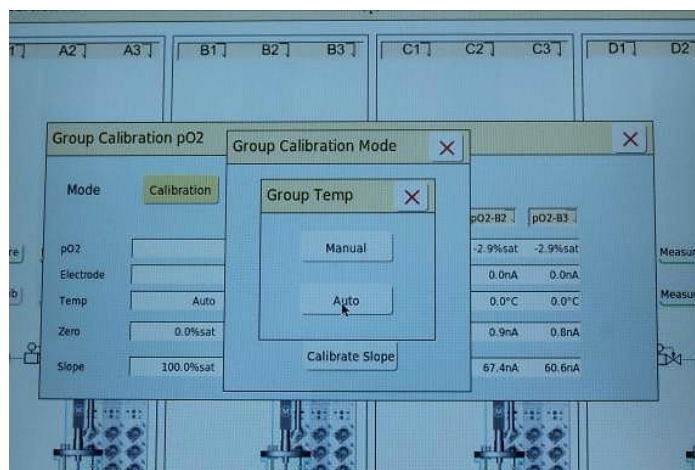 A2 A3 B1 B2 B3 C1 C2 C3 D1 D2
Group Calibration pO2
Group Calibration Mode
Group Temp
Mode Calibration
pO2-B2 pO2-B3
Manual
pO2 -2.9%sat -2.9%sat
Measu
Electrode 0.0nA 0.0nA
Temp Auto Auto 0.0°C 0.0°C
Measu
Zero 0.0%sat 0.9nA 0.8nA
Calibrate Slope
Slope 100.0%sat 67.4nA 60.6nA